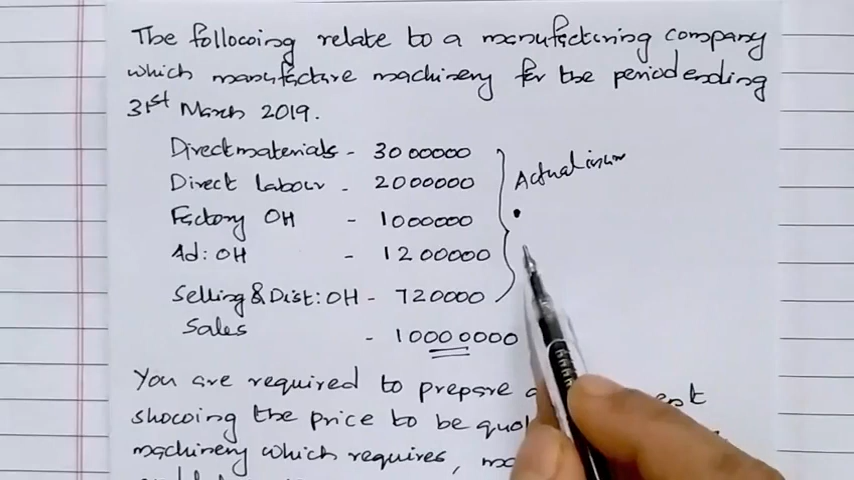 The following relate to a manufacturing company
which manufacture machinery for the period ending
31st March 2019.
Direct materials - 3000000
Direct labour - 2000000
Factory OH - 1000000
Ad: OH - 1200000
Selling & Dist: OH - 720000
Sales - 10000000
Actual
You are required to prepare
showing the price to be
machinery which requires,